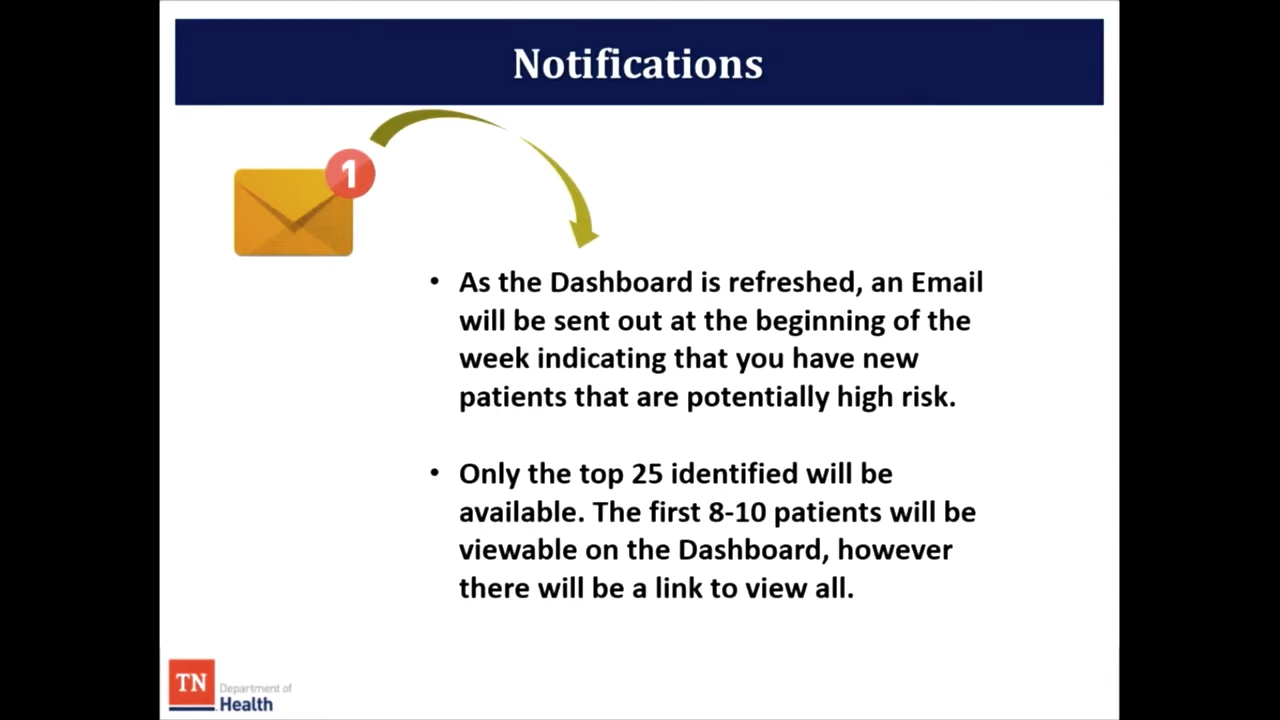 Notifications
1
• As the Dashboard is refreshed, an Email
will be sent out at the beginning of the
week indicating that you have new
patients that are potentially high risk.
• Only the top 25 identified will be
available. The first 8-10 patients will be
viewable on the Dashboard, however
there will be a link to view all.
TN
Department of
Health